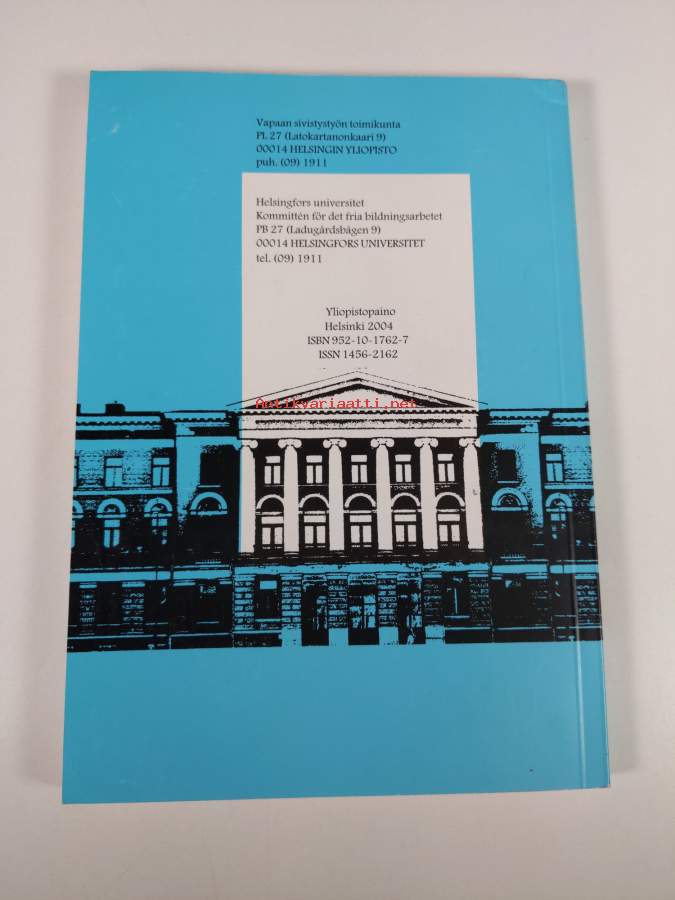 Vapaan sivistystyön toimikunta
PL 27 (Latokartanonkaari 9)
00014 HELSINGIN YLIOPISTO
puh. (09) 1911
Helsingfors universitet
Kommittén för det fria bildningsarbetet
PB 27 (Ladugårdsbågen 9)
00014 HELSINGFORS UNIVERSITET
tel. (09) 1911
Yliopistopaino
Helsinki 2004
ISBN 952-10-1762-7
ISSN 1456-2162
Antikvariaatti.net